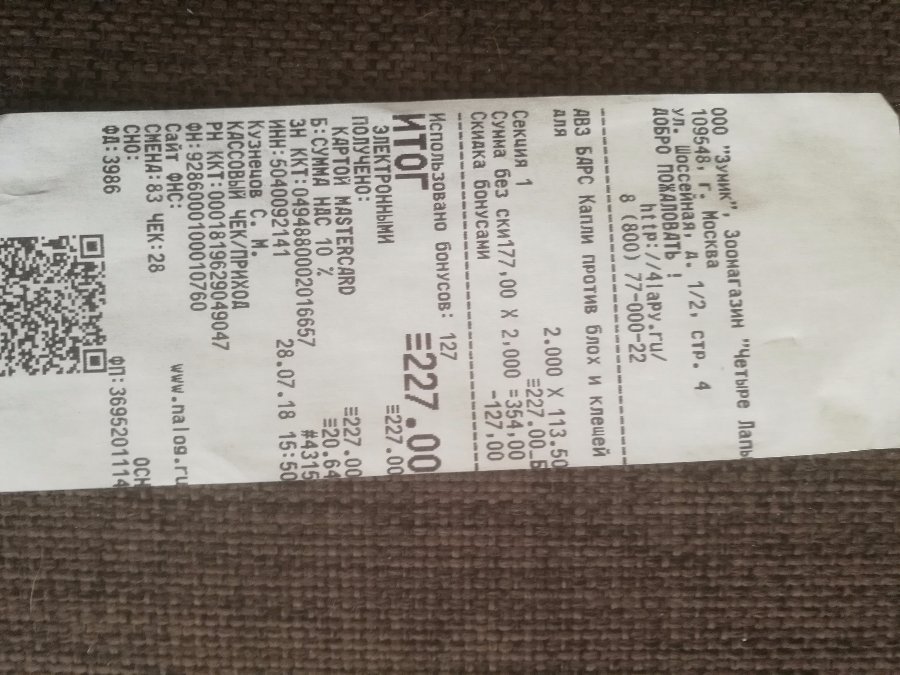 ООО "Зумик", Зоомагазин "Четыре Лапы
109548, г. Москва
ул. Шоссейная, д. 1/2, стр. 4
ДОБРО ПОЖАЛОВАТЬ !
http://4lapy.ru/
8 (800) 77-000-22
ДВЗ БАРС Капли против блох и клещей
для
2.000 X 113.50
Секция 1 ≡227.00_Б
Сумма без ски177,00 X 2,000 =354,00
Скидка бонусами -127,00
Использовано бонусов: 127
ИТОГ ≡227.00
ЭЛЕКТРОННЫМИ ≡227.00
ПОЛУЧЕНО:
КАРТОЙ MASTERCARD ≡227.00
Б:СУММА НДС 10 % ≡20.64
ЗН ККТ:0494880002016657 #4315
ИНН:5040092141 28.07.18 15:50
Кузнецов С. М.
КАССОВЫЙ ЧЕК/ПРИХОД
РН ККТ:0001819629049047
ФН:9286000100010760
Сайт ФНС: www.nalog.ru
СМЕНА:83 ЧЕК:28
СНО: ОСН
ФД:3986 ФП:3695201114